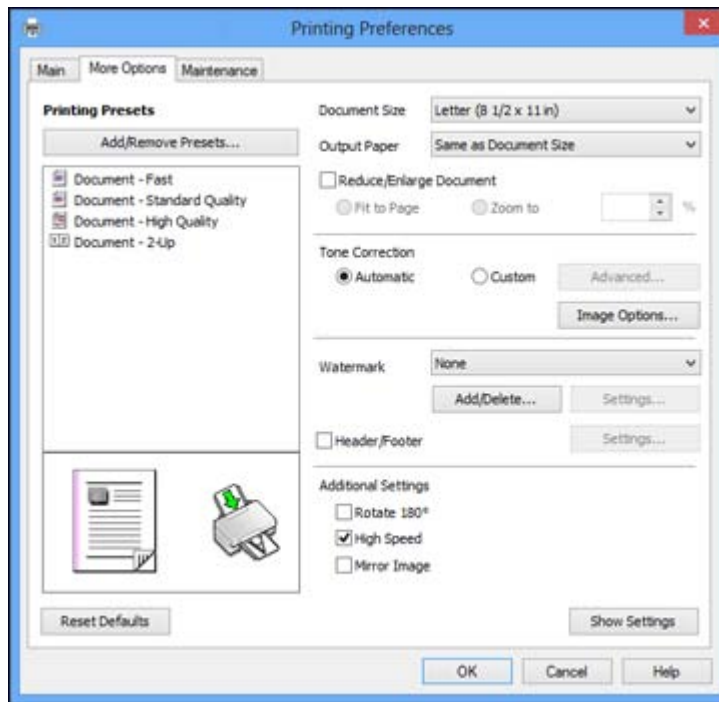 Printing Preferences
Main More Options Maintenance
Printing Presets
Add/Remove Presets...
Document - Fast
Document - Standard Quality
Document - High Quality
Document - 2-Up
Document Size Letter (8 1/2 x 11 in)
Output Paper Same as Document Size
Reduce/Enlarge Document
Fit to Page Zoom to %
Tone Correction
Automatic Custom Advanced...
Image Options...
Watermark None
Add/Delete... Settings...
Header/Footer Settings...
Additional Settings
Rotate 180°
High Speed
Mirror Image
Reset Defaults Show Settings
OK Cancel Help